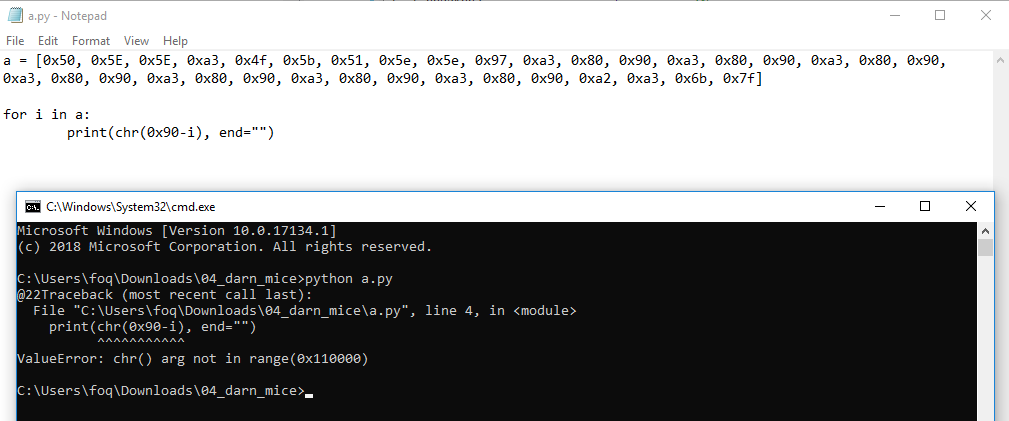 a.py - Notepad
File Edit Format View Help
a = [0x50, 0x5E, 0x5E, 0xa3, 0x4f, 0x5b, 0x51, 0x5e, 0x5e, 0x97, 0xa3, 0x80, 0x90, 0xa3, 0x80, 0x90, 0xa3, 0x80, 0x90,
0xa3, 0x80, 0x90, 0xa3, 0x80, 0x90, 0xa3, 0x80, 0x90, 0xa3, 0x80, 0x90, 0xa2, 0xa3, 0x6b, 0x7f]
for i in a:
print(chr(0x90-i), end="")
C:\Windows\System32\cmd.exe
Microsoft Windows [Version 10.0.17134.1]
(c) 2018 Microsoft Corporation. All rights reserved.
C:\Users\foq\Downloads\04_darn_mice>python a.py
@22Traceback (most recent call last):
File "C:\Users\foq\Downloads\04_darn_mice\a.py", line 4, in <module>
print(chr(0x90-i), end="")
^^^^^^^^^^^
ValueError: chr() arg not in range(0x110000)
C:\Users\foq\Downloads\04_darn_mice>